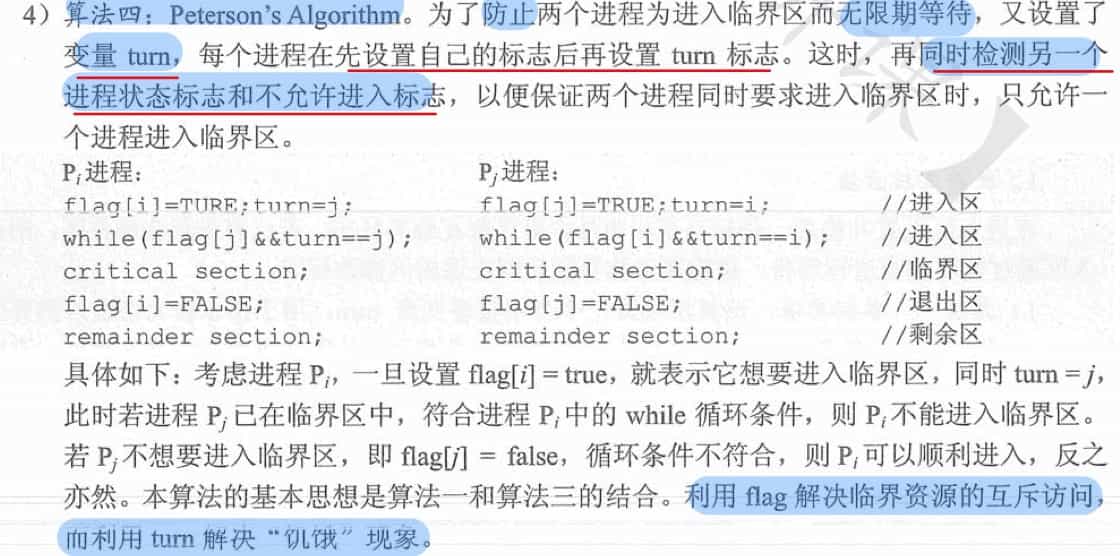 4）算法四：Peterson's Algorithm。为了防止两个进程为进入临界区而无限期等待，又设置了
变量 turn，每个进程在先设置自己的标志后再设置 turn 标志。这时，再同时检测另一个
进程状态标志和不允许进入标志，以便保证两个进程同时要求进入临界区时，只允许一
个进程进入临界区。
Pi进程： Pj进程：
flag[i]=TURE;turn=j; flag[j]=TRUE;turn=i; //进入区
while(flag[j]&&turn==j); while(flag[i]&&turn==i); //进入区
critical section; critical section; //临界区
flag[i]=FALSE; flag[j]=FALSE; //退出区
remainder section; remainder section; //剩余区
具体如下：考虑进程 Pi，一旦设置 flag[i] = true，就表示它想要进入临界区，同时 turn = j，
此时若进程 Pj 已在临界区中，符合进程 Pi 中的 while 循环条件，则 Pi 不能进入临界区。
若 Pj 不想要进入临界区，即 flag[j] = false，循环条件不符合，则 Pi 可以顺利进入，反之
亦然。本算法的基本思想是算法一和算法三的结合。利用 flag 解决临界资源的互斥访问，
而利用 turn 解决“饥饿”现象。